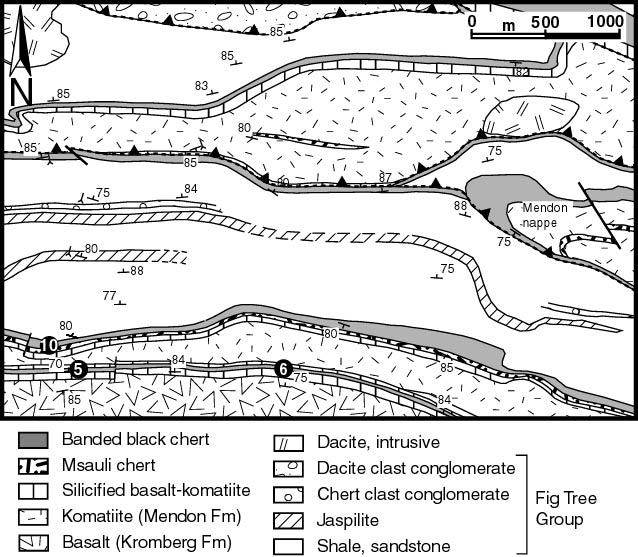 0 m 500 1000
N
85
85
82
83
85
80
75
85
85
80
87
84
75
88
Mendon
nappe
75
80
88
75
77
80
80
10
70
5
84
6
75
85
85
84
Banded black chert
Msauli chert
Silicified basalt-komatiite
Komatiite (Mendon Fm)
Basalt (Kromberg Fm)
Dacite, intrusive
Dacite clast conglomerate
Chert clast conglomerate
Jaspilite
Shale, sandstone
Fig Tree
Group